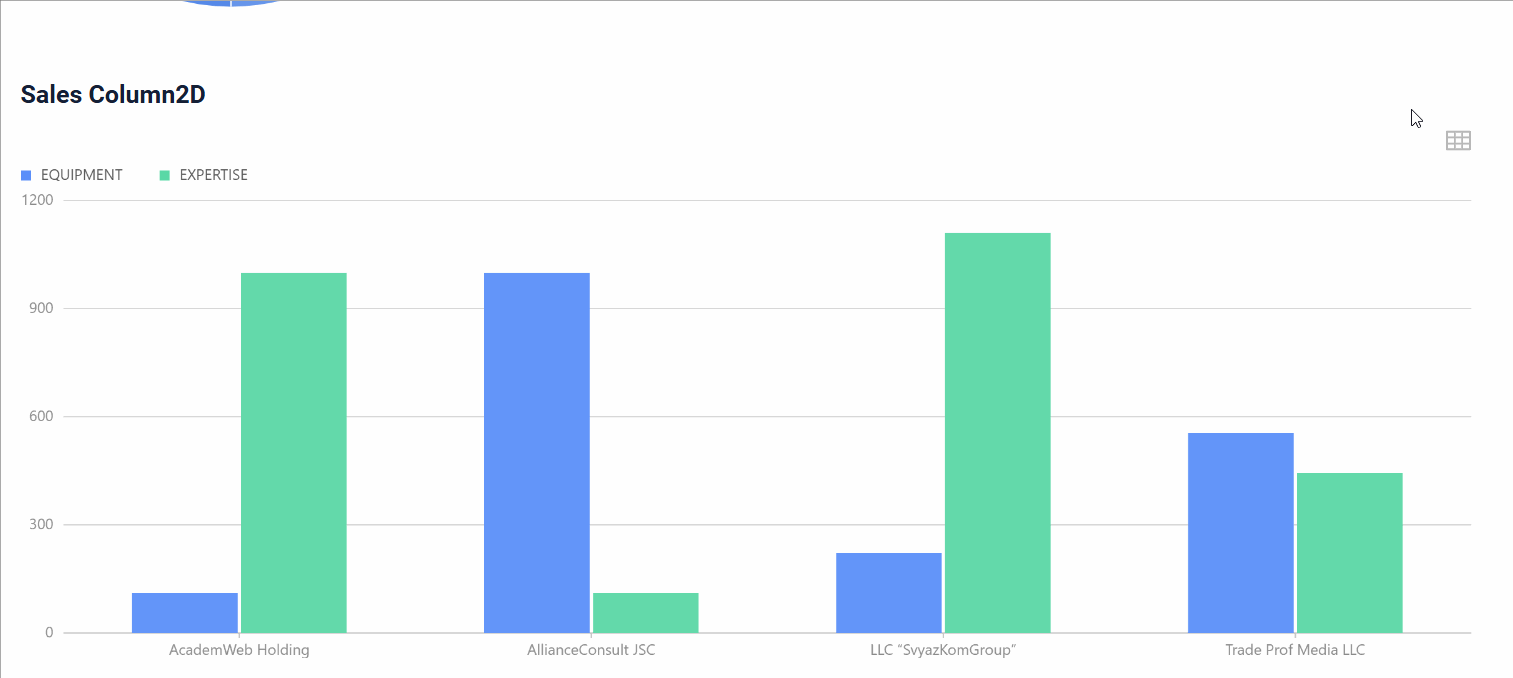 Sales Column2D
EQUIPMENT EXPERTISE
1200
900
600
300
0
AcademWeb Holding AllianceConsult JSC LLC “SvyazKomGroup” Trade Prof Media LLC